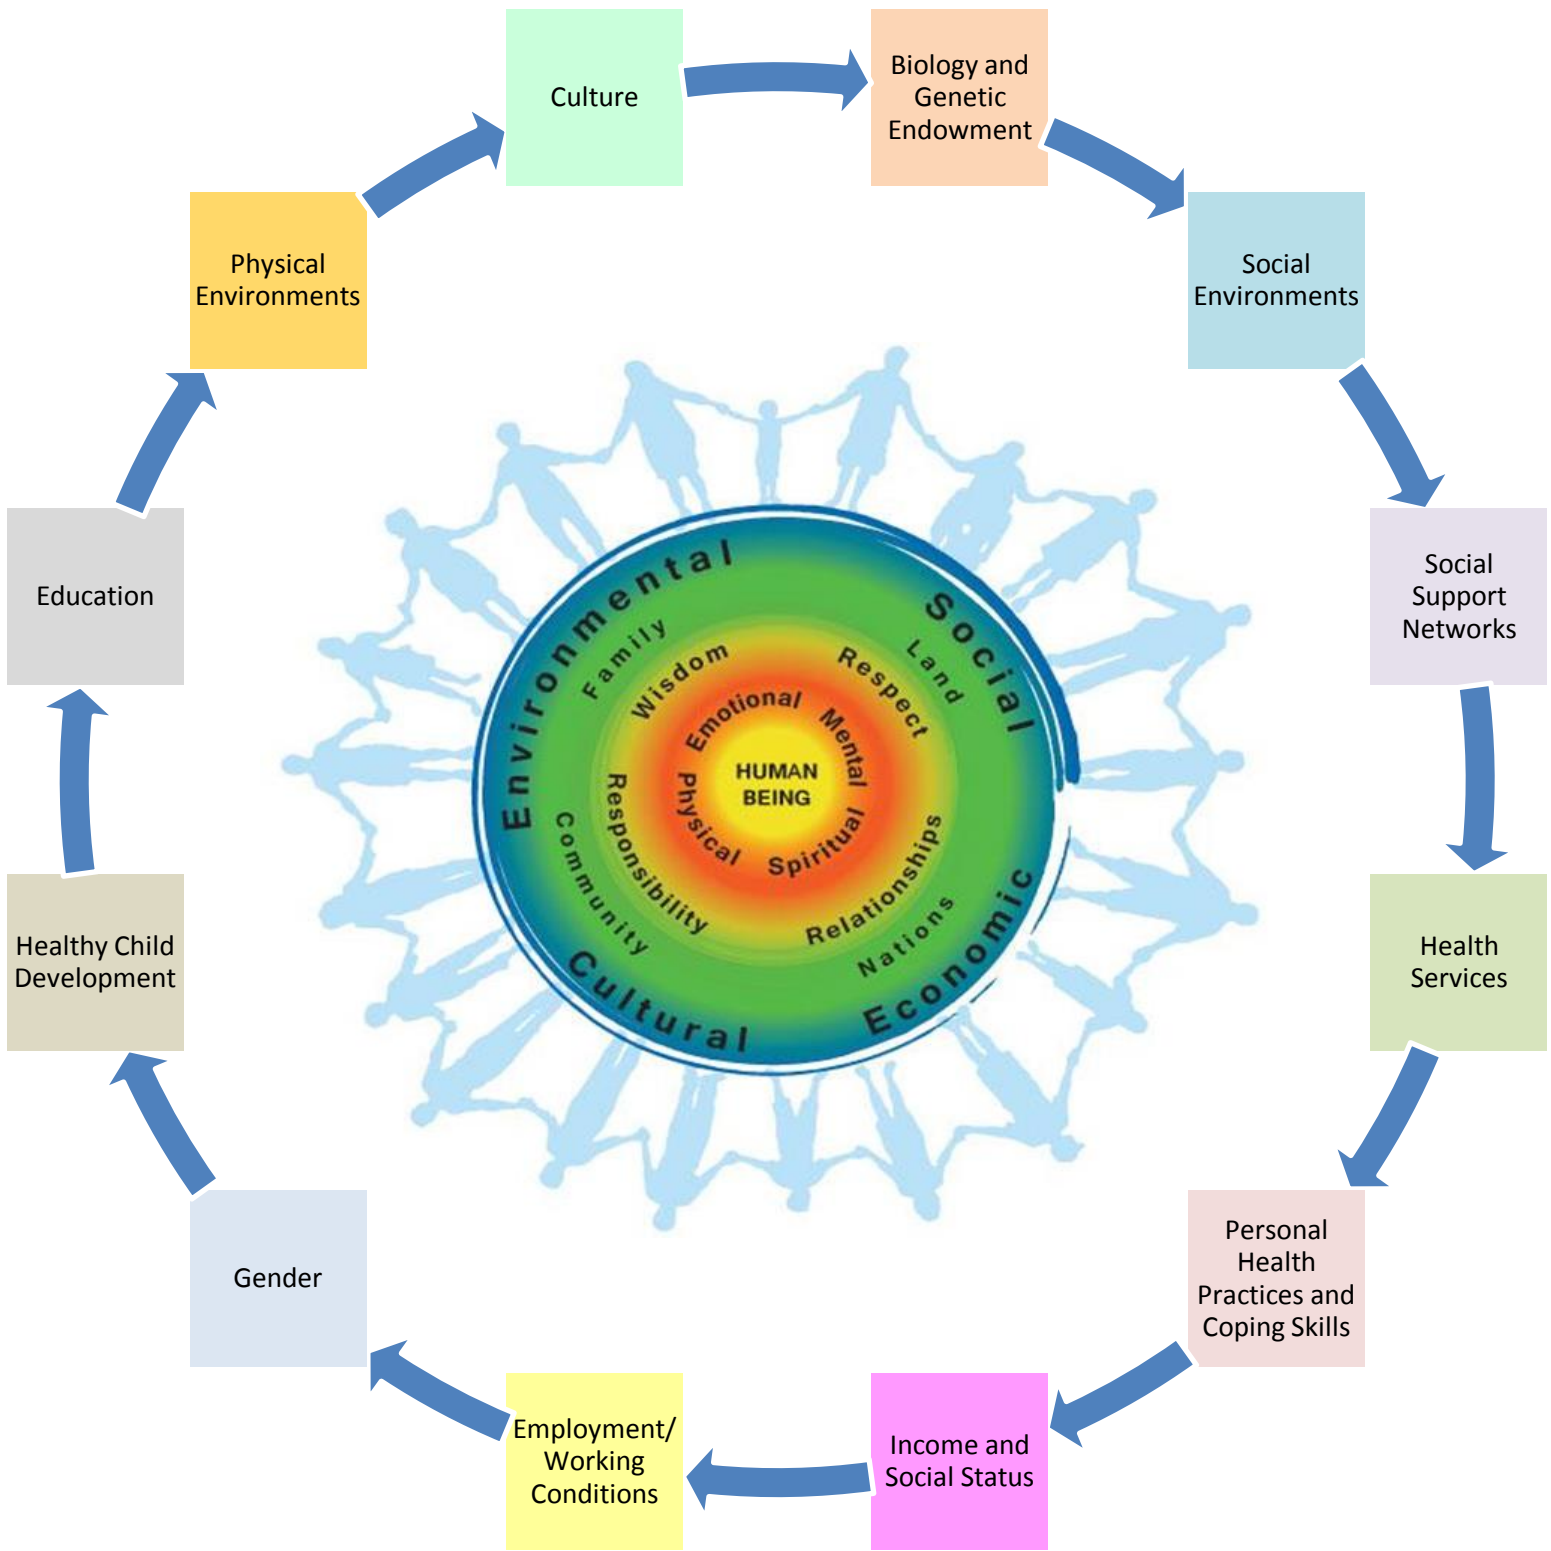 Culture
Biology and
Genetic
Endowment
Social
Environments
Social
Support
Networks
Health
Services
Personal
Health
Practices and
Coping Skills
Income and
Social Status
Employment/
Working
Conditions
Gender
Healthy Child
Development
Education
Physical
Environments
Environmental
Social
Economic
Cultural
Family
Land
Nations
Community
Wisdom
Respect
Relationships
Responsibility
Emotional
Mental
Spiritual
Physical
HUMAN
BEING